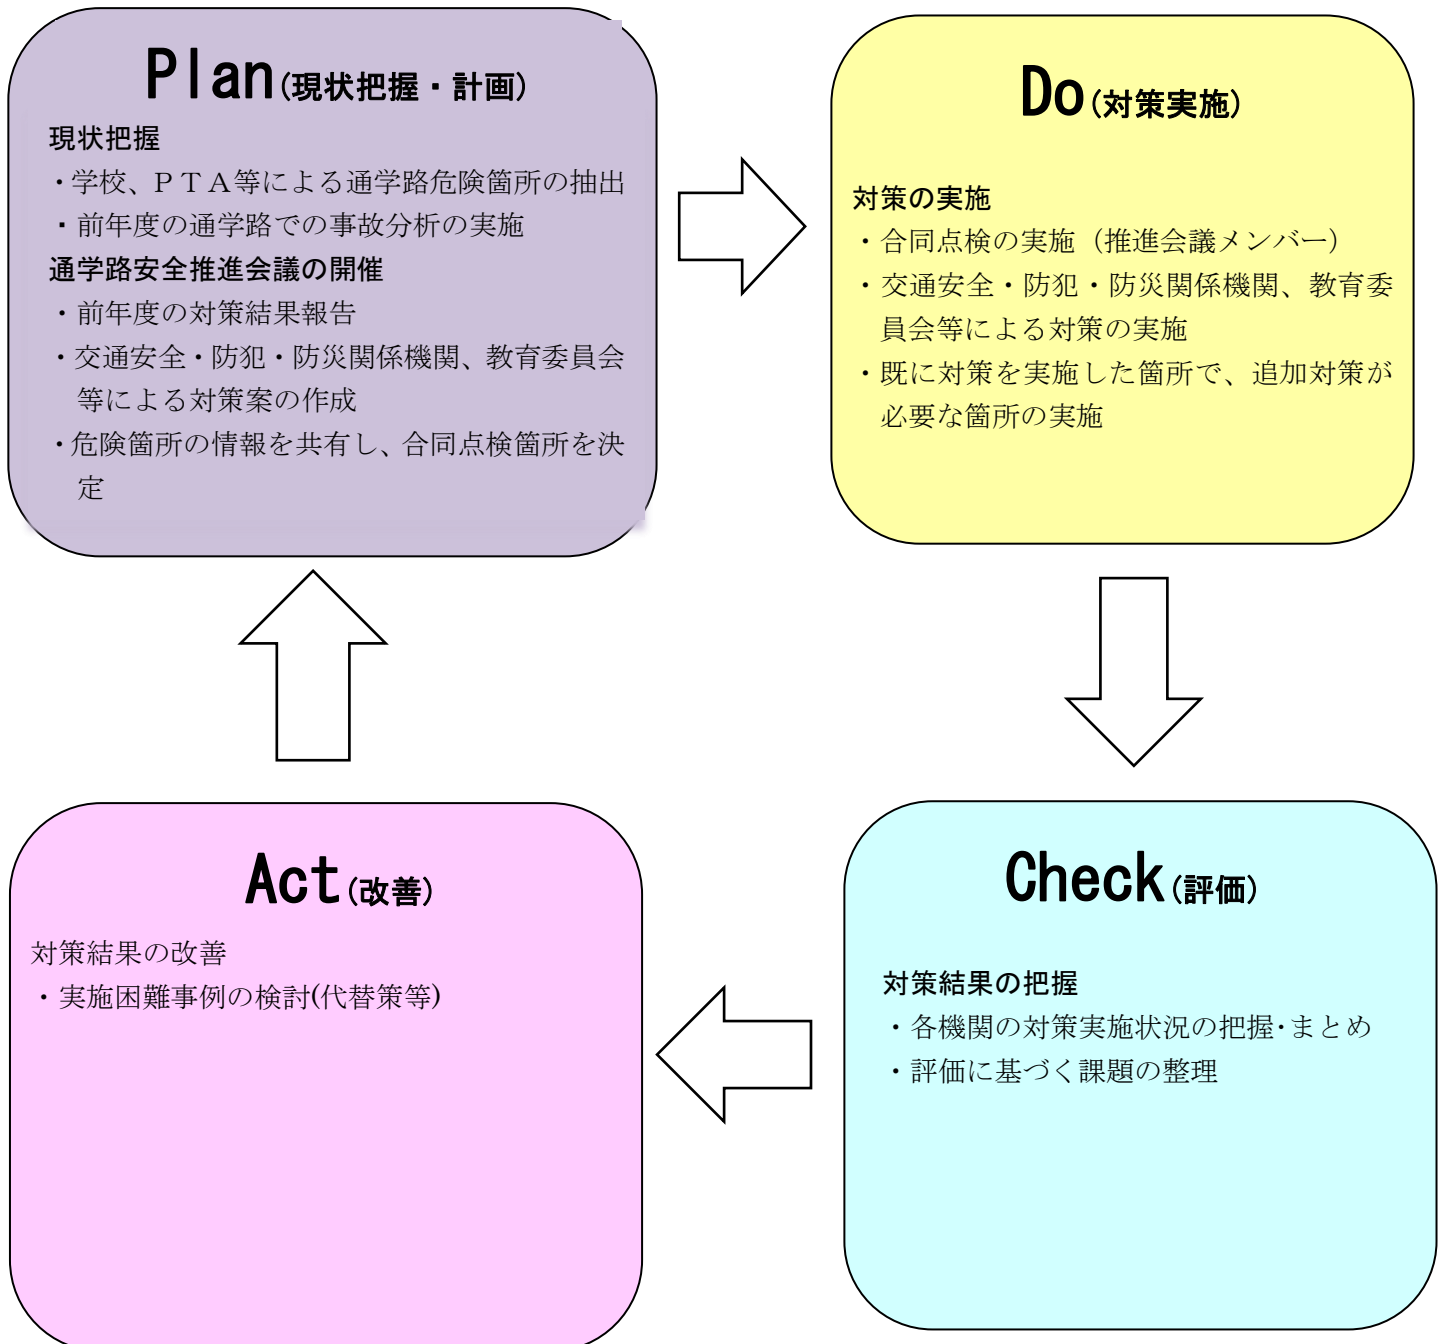 Plan(現状把握・計画)
現状把握
・学校、PTA等による通学路危険箇所の抽出
・前年度の通学路での事故分析の実施
通学路安全推進会議の開催
・前年度の対策結果報告
・交通安全・防犯・防災関係機関、教育委員会
等による対策案の作成
・危険箇所の情報を共有し、合同点検箇所を決
定
Do(対策実施)
対策の実施
・合同点検の実施（推進会議メンバー）
・交通安全・防犯・防災関係機関、教育委
員会等による対策の実施
・既に対策を実施した箇所で、追加対策が
必要な箇所の実施
Check(評価)
対策結果の把握
・各機関の対策実施状況の把握・まとめ
・評価に基づく課題の整理
Act(改善)
対策結果の改善
・実施困難事例の検討(代替策等)